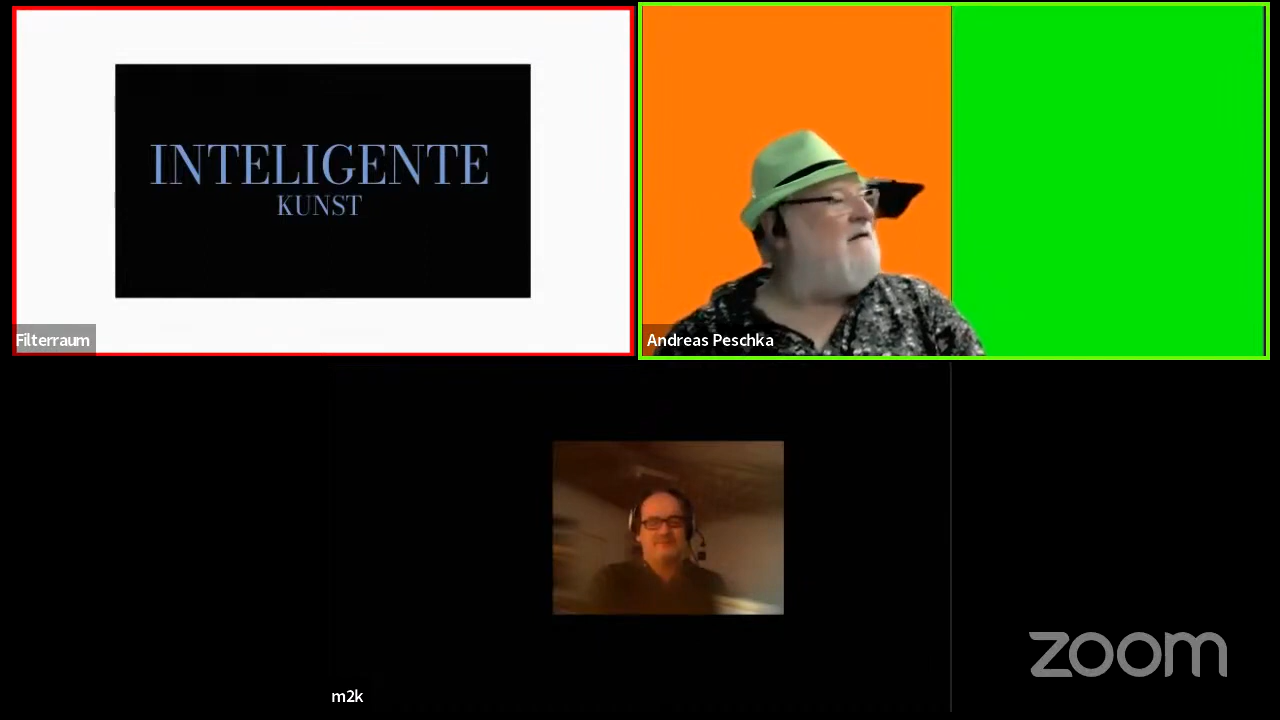 INTELIGENTE
KUNST
Filterraum
Andreas Peschka
m2k
zoom